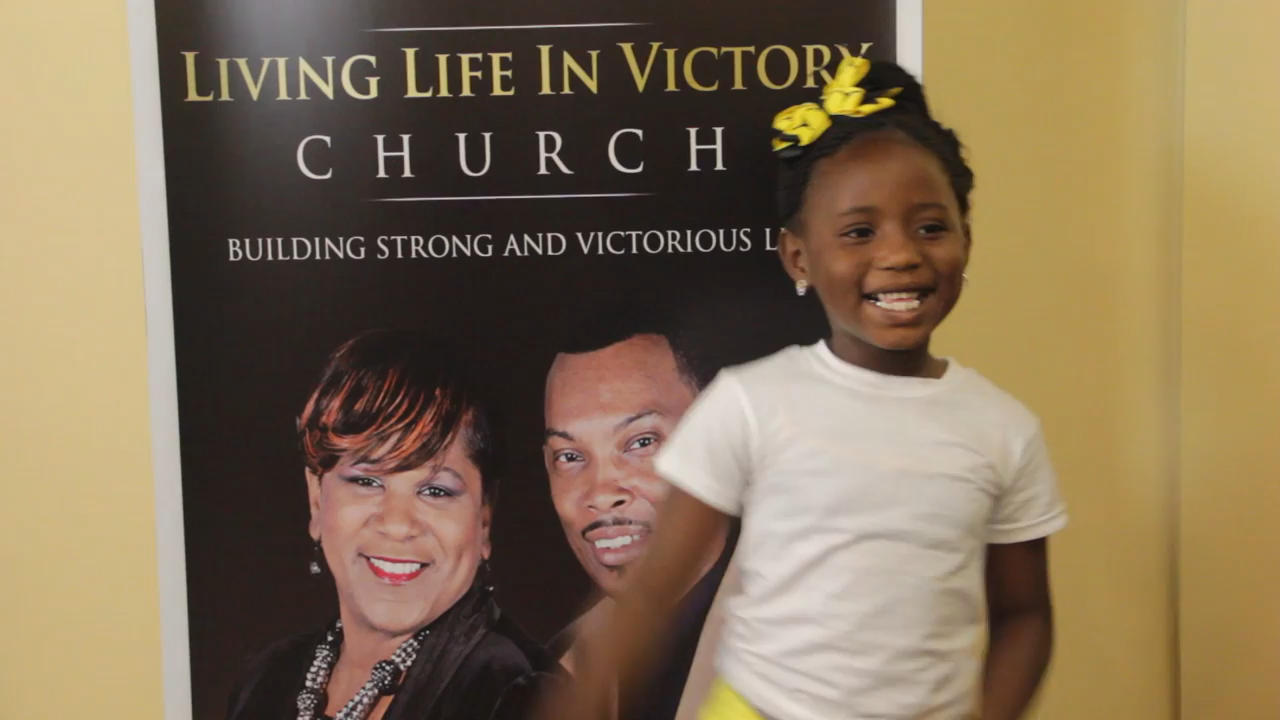 LIVING LIFE IN VICTORY
CHURCH
BUILDING STRONG AND VICTORIOUS